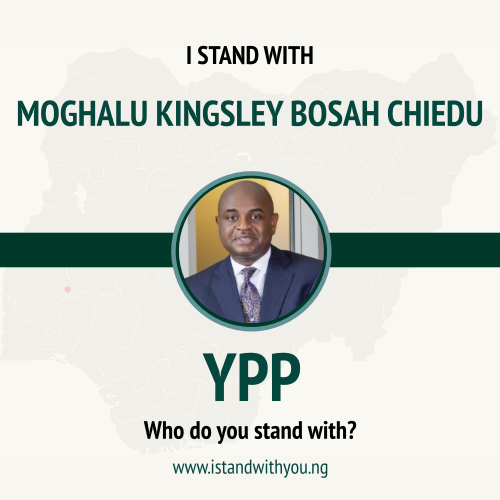 I STAND WITH
MOGHALU KINGSLEY BOSAH CHIEDU
YPP
Who do you stand with?
www.istandwithyou.ng